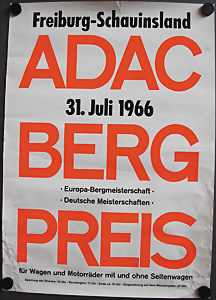 Freiburg-Schauinsland
ADAC
31. Juli 1966
BERG
· Europa-Bergmeisterschaft ·
· Deutsche Meisterschaften ·
PREIS
für Wagen und Motorräder mit und ohne Seitenwagen